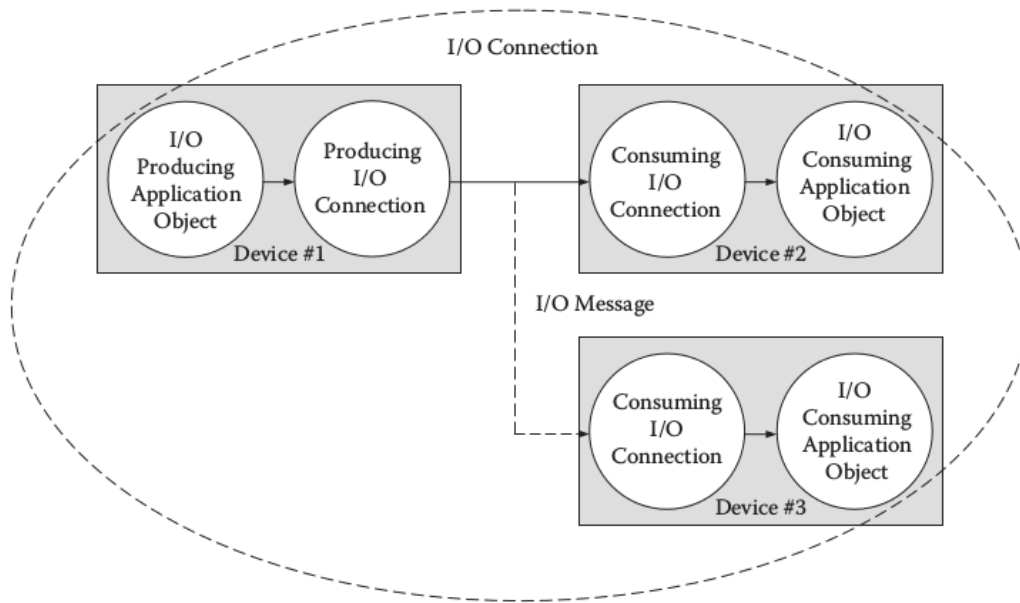 I/O Connection
I/O
Producing
Application
Object
Producing
I/O
Connection
Device #1
Consuming
I/O
Connection
I/O
Consuming
Application
Object
Device #2
I/O Message
Consuming
I/O
Connection
I/O
Consuming
Application
Object
Device #3